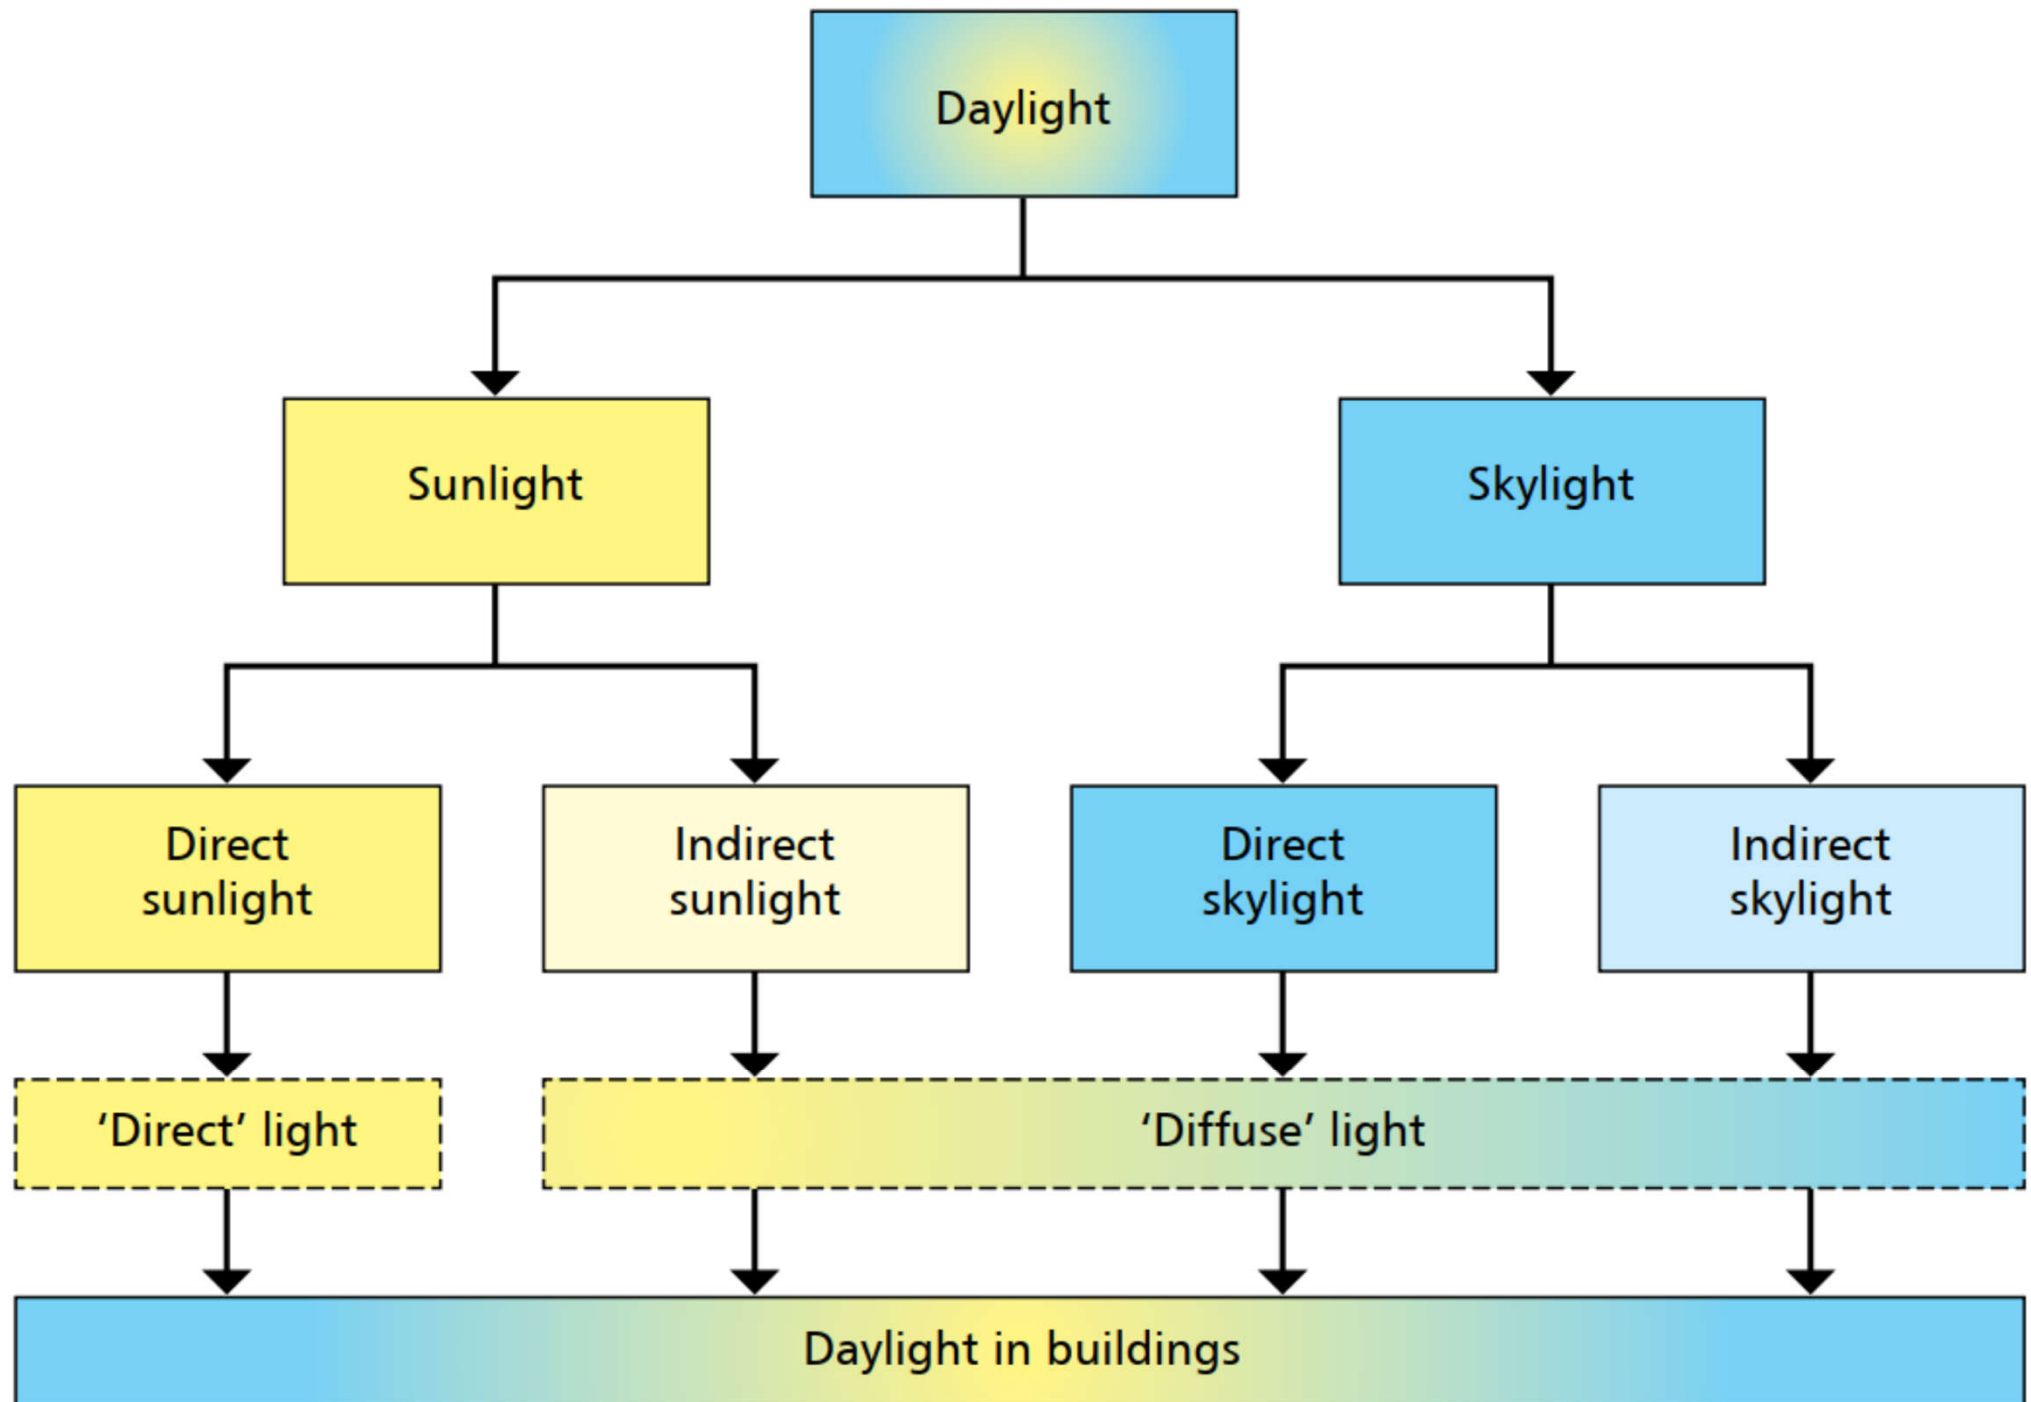 Daylight
Sunlight
Skylight
Direct
sunlight
Indirect
sunlight
Direct
skylight
Indirect
skylight
‘Direct’ light
‘Diffuse’ light
Daylight in buildings